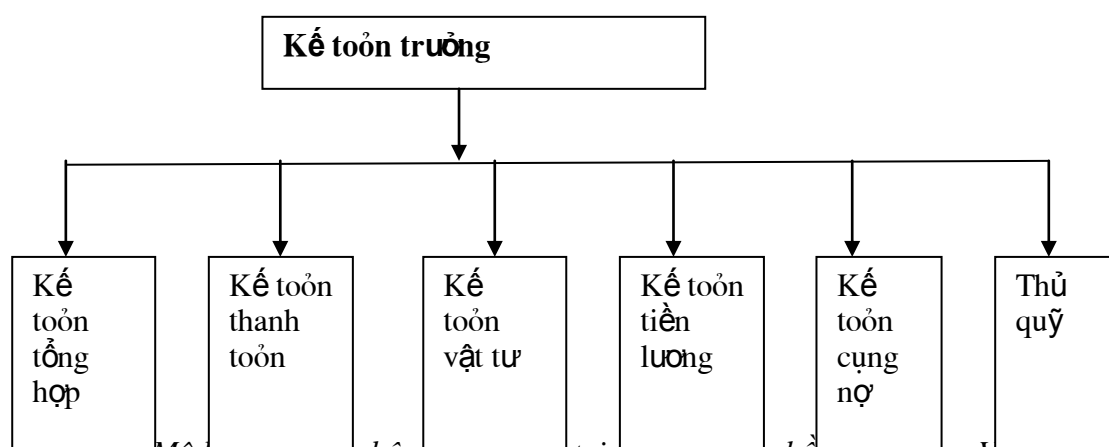 Kế toỏn trưởng
Kế
toỏn
tổng
hợp
Kế toỏn
thanh
toỏn
Kế
toỏn
vật tư
Kế toỏn
tiền
lương
Kế
toỏn
cụng
nợ
Thủ
quỹ